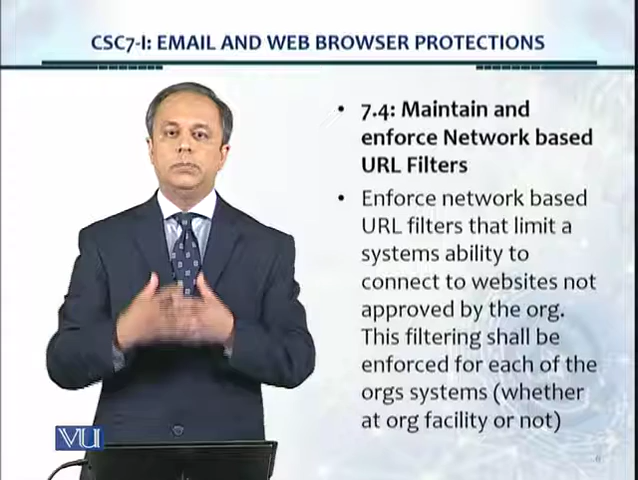 CSC7-I: EMAIL AND WEB BROWSER PROTECTIONS
• 7.4: Maintain and
enforce Network based
URL Filters
• Enforce network based
URL filters that limit a
systems ability to
connect to websites not
approved by the org.
This filtering shall be
enforced for each of the
orgs systems (whether
at org facility or not)
VU